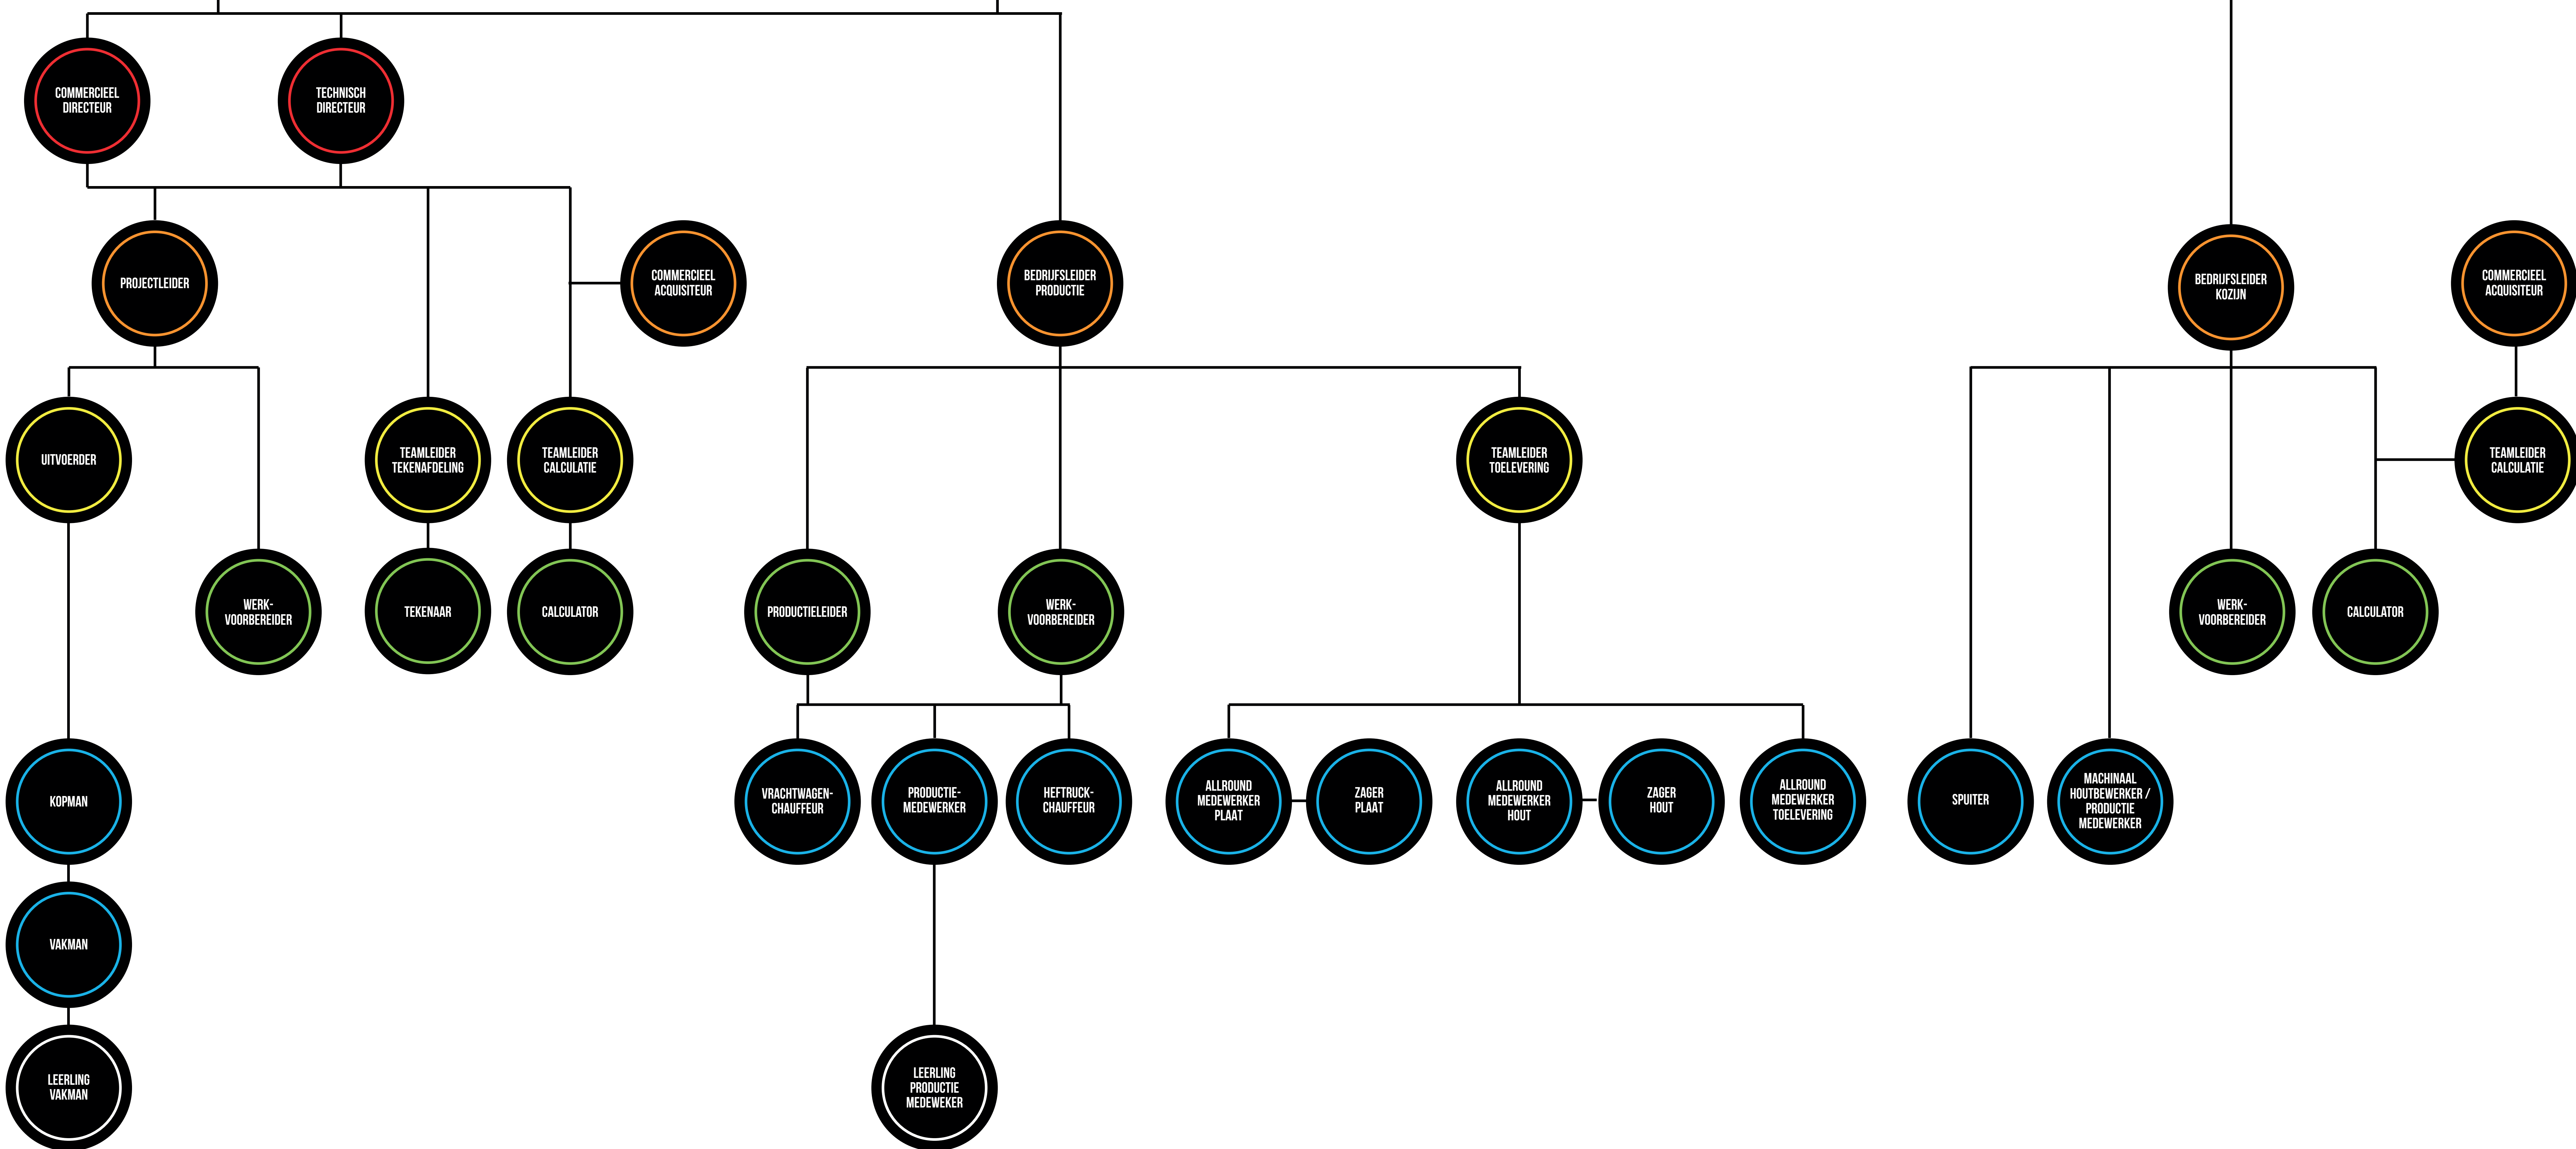 COMMERCIEEL
DIRECTEUR
TECHNISCH
DIRECTEUR
PROJECTLEIDER
COMMERCIEEL
ACQUISITEUR
BEDRIJFSLEIDER
PRODUCTIE
BEDRIJFSLEIDER
KOZIJN
COMMERCIEEL
ACQUISITEUR
UITVOERDER
TEAMLEIDER
TEKENAFDELING
TEAMLEIDER
CALCULATIE
TEAMLEIDER
TOELEVERING
TEAMLEIDER
CALCULATIE
WERK-
VOORBEREIDER
TEKENAAR
CALCULATOR
PRODUCTIELEIDER
WERK-
VOORBEREIDER
WERK-
VOORBEREIDER
CALCULATOR
KOPMAN
VRACHTWAGEN-
CHAUFFEUR
PRODUCTIE-
MEDEWERKER
HEFTRUCK-
CHAUFFEUR
ALLROUND
MEDEWERKER
PLAAT
ZAGER
PLAAT
ALLROUND
MEDEWERKER
HOUT
ZAGER
HOUT
ALLROUND
MEDEWERKER
TOELEVERING
SPUITER
MACHINAAL
HOUTBEWERKER /
PRODUCTIE
MEDEWERKER
VAKMAN
LEERLING
VAKMAN
LEERLING
PRODUCTIE
MEDEWEKER